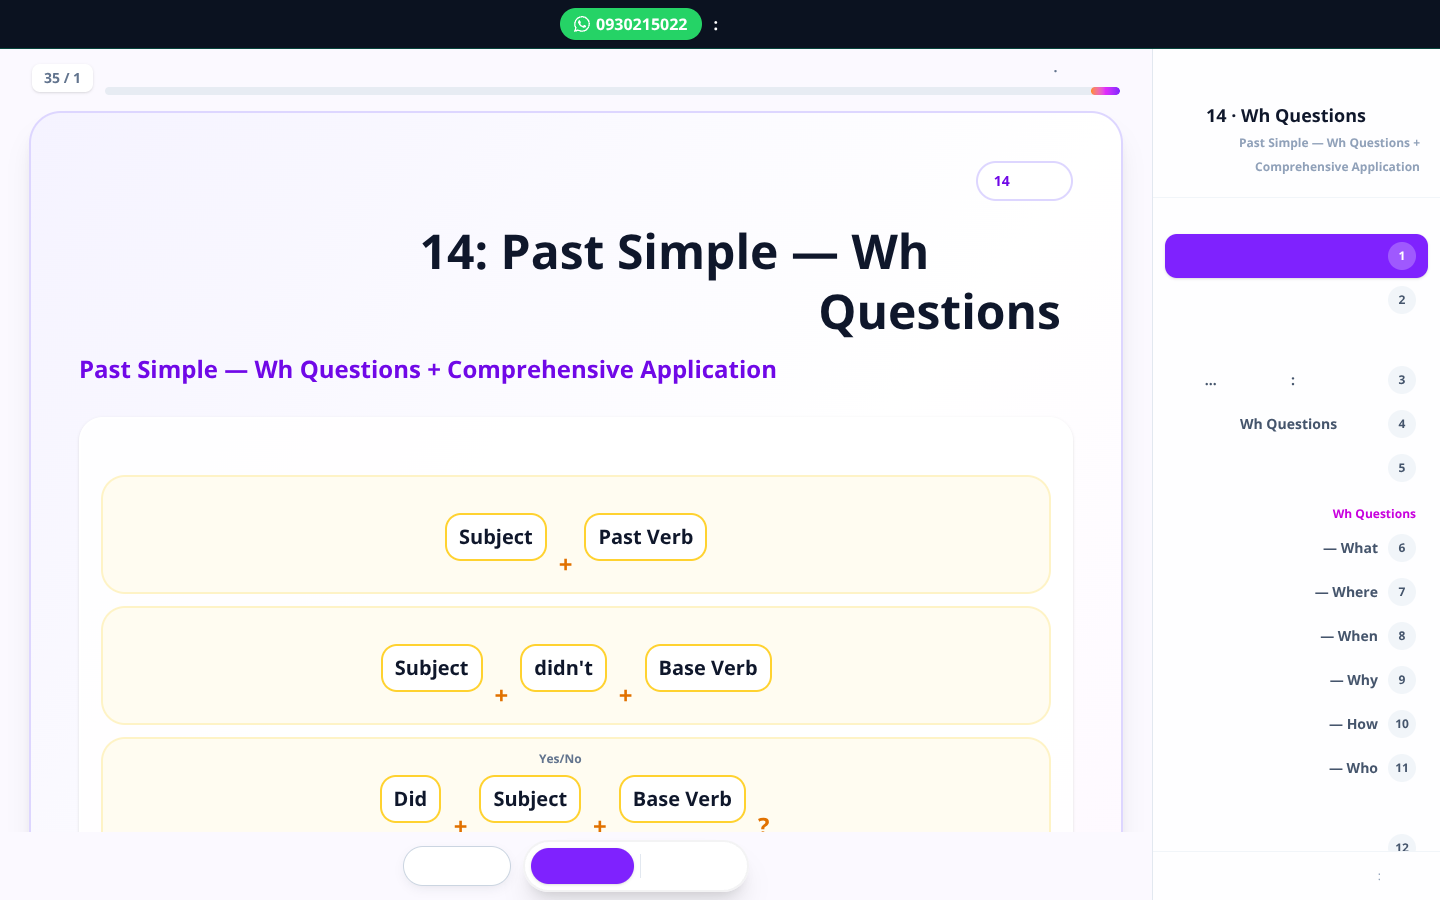 0930215022 :
35 / 1
14
14: Past Simple — Wh
Questions
Past Simple — Wh Questions + Comprehensive Application
Subject + Past Verb
Subject + didn't + Base Verb
Yes/No
Did + Subject + Base Verb ?
14 · Wh Questions
Past Simple — Wh Questions +
Comprehensive Application
1
2
3 : ...
4 Wh Questions
5
Wh Questions
6 — What
7 — Where
8 — When
9 — Why
10 — How
11 — Who
12
: